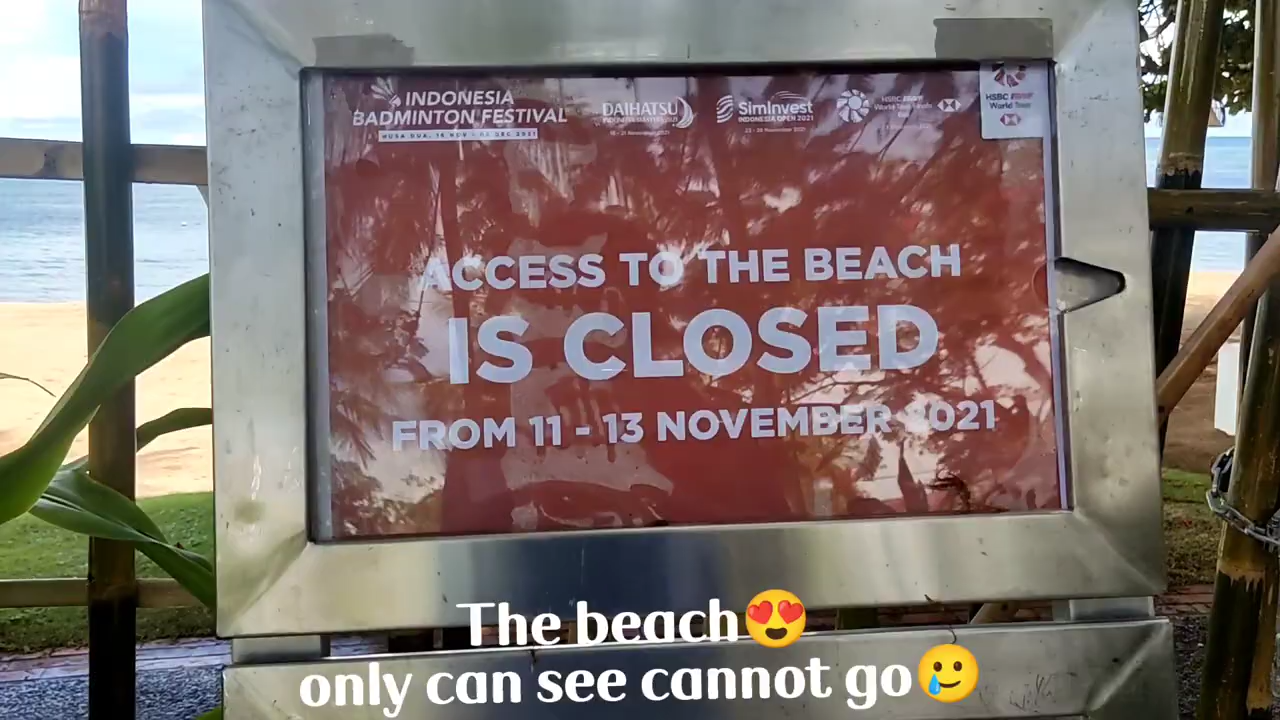 INDONESIA
BADMINTON FESTIVAL
NUSA DUA, 16 NOV - 05 DEC 2021
DAIHATSU
INDONESIA MASTERS 2021
16 - 21 November 2021
SimInvest
INDONESIA OPEN 2021
23 - 28 November 2021
HSBC BWF
World Tour Finals
HSBC BWF
World Tour
ACCESS TO THE BEACH
IS CLOSED
FROM 11 - 13 NOVEMBER 2021
The beach😍
only can see cannot go🥲